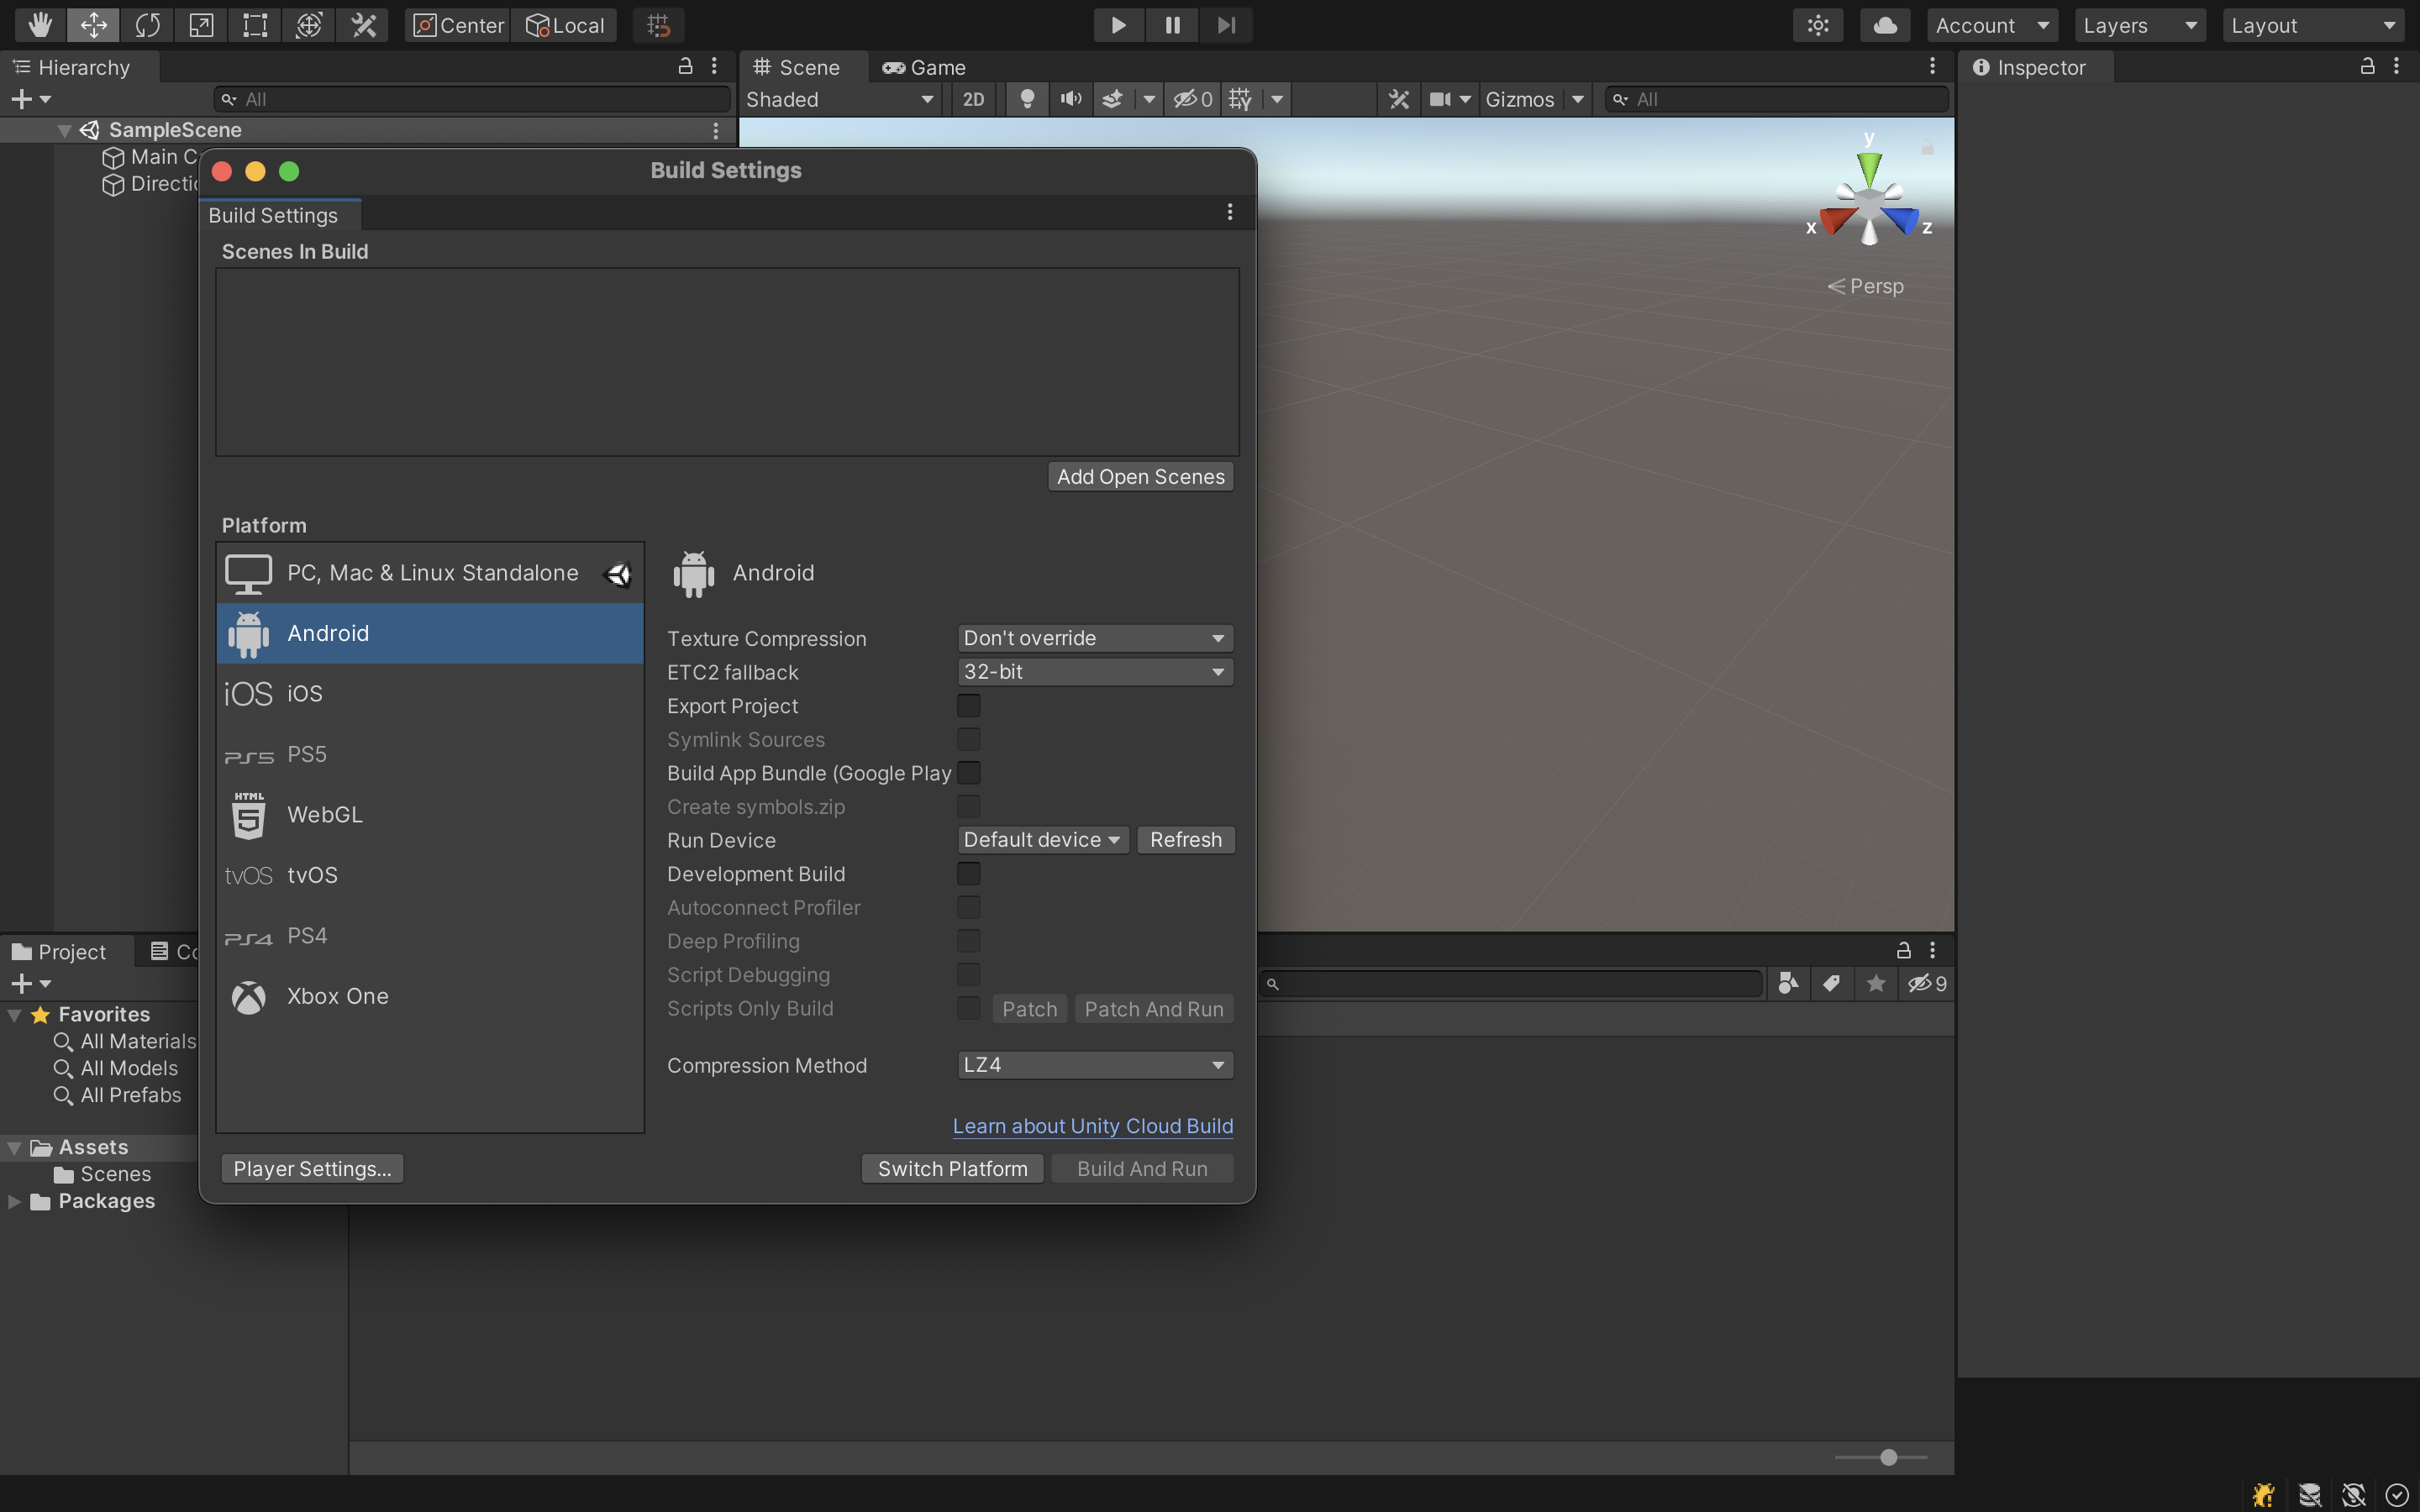 Center Local Account Layers Layout
Hierarchy
All
SampleScene
Main C
Directio
Scene Game
Shaded 2D 0 Gizmos All
y
x z
Persp
Inspector
Build Settings
Build Settings
Scenes In Build
Add Open Scenes
Platform
PC, Mac & Linux Standalone
Android
iOS iOS
PS5 PS5
HTML 5 WebGL
tvOS tvOS
PS4 PS4
Xbox One
Android
Texture Compression Don't override
ETC2 fallback 32-bit
Export Project
Symlink Sources
Build App Bundle (Google Play
Create symbols.zip
Run Device Default device Refresh
Development Build
Autoconnect Profiler
Deep Profiling
Script Debugging
Scripts Only Build Patch Patch And Run
Compression Method LZ4
Learn about Unity Cloud Build
Player Settings... Switch Platform Build And Run
Project Co
9
Favorites
All Materials
All Models
All Prefabs
Assets
Scenes
Packages